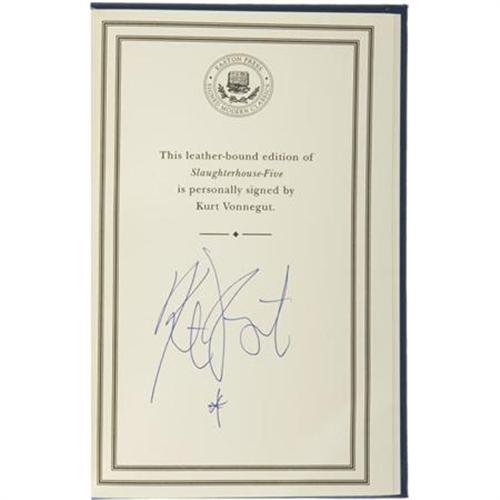 EASTON PRESS
SIGNED MODERN CLASSICS
This leather-bound edition of
Slaughterhouse-Five
is personally signed by
Kurt Vonnegut.